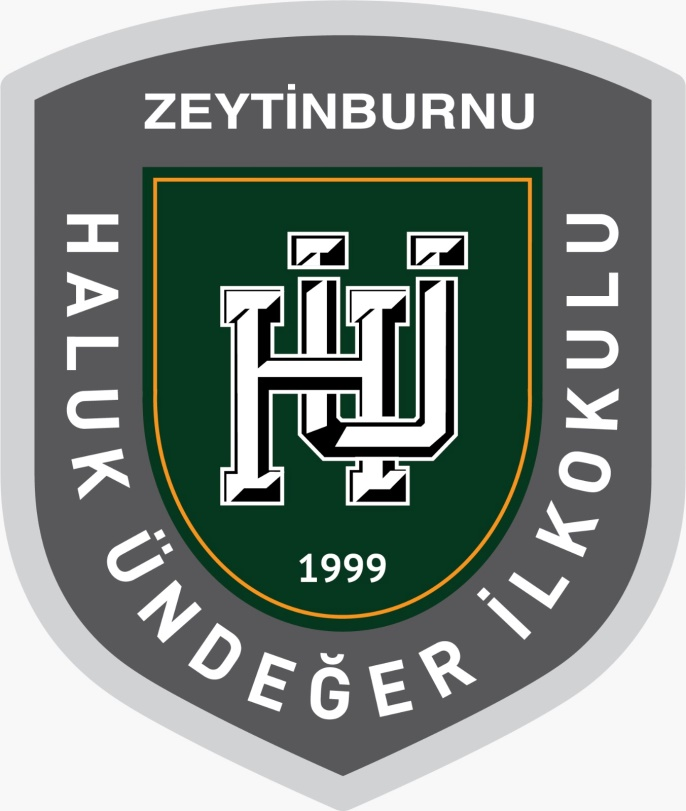 ZEYTİNBURNU
HALUK ÜNDEĞER İLKOKULU
HÜ
1999